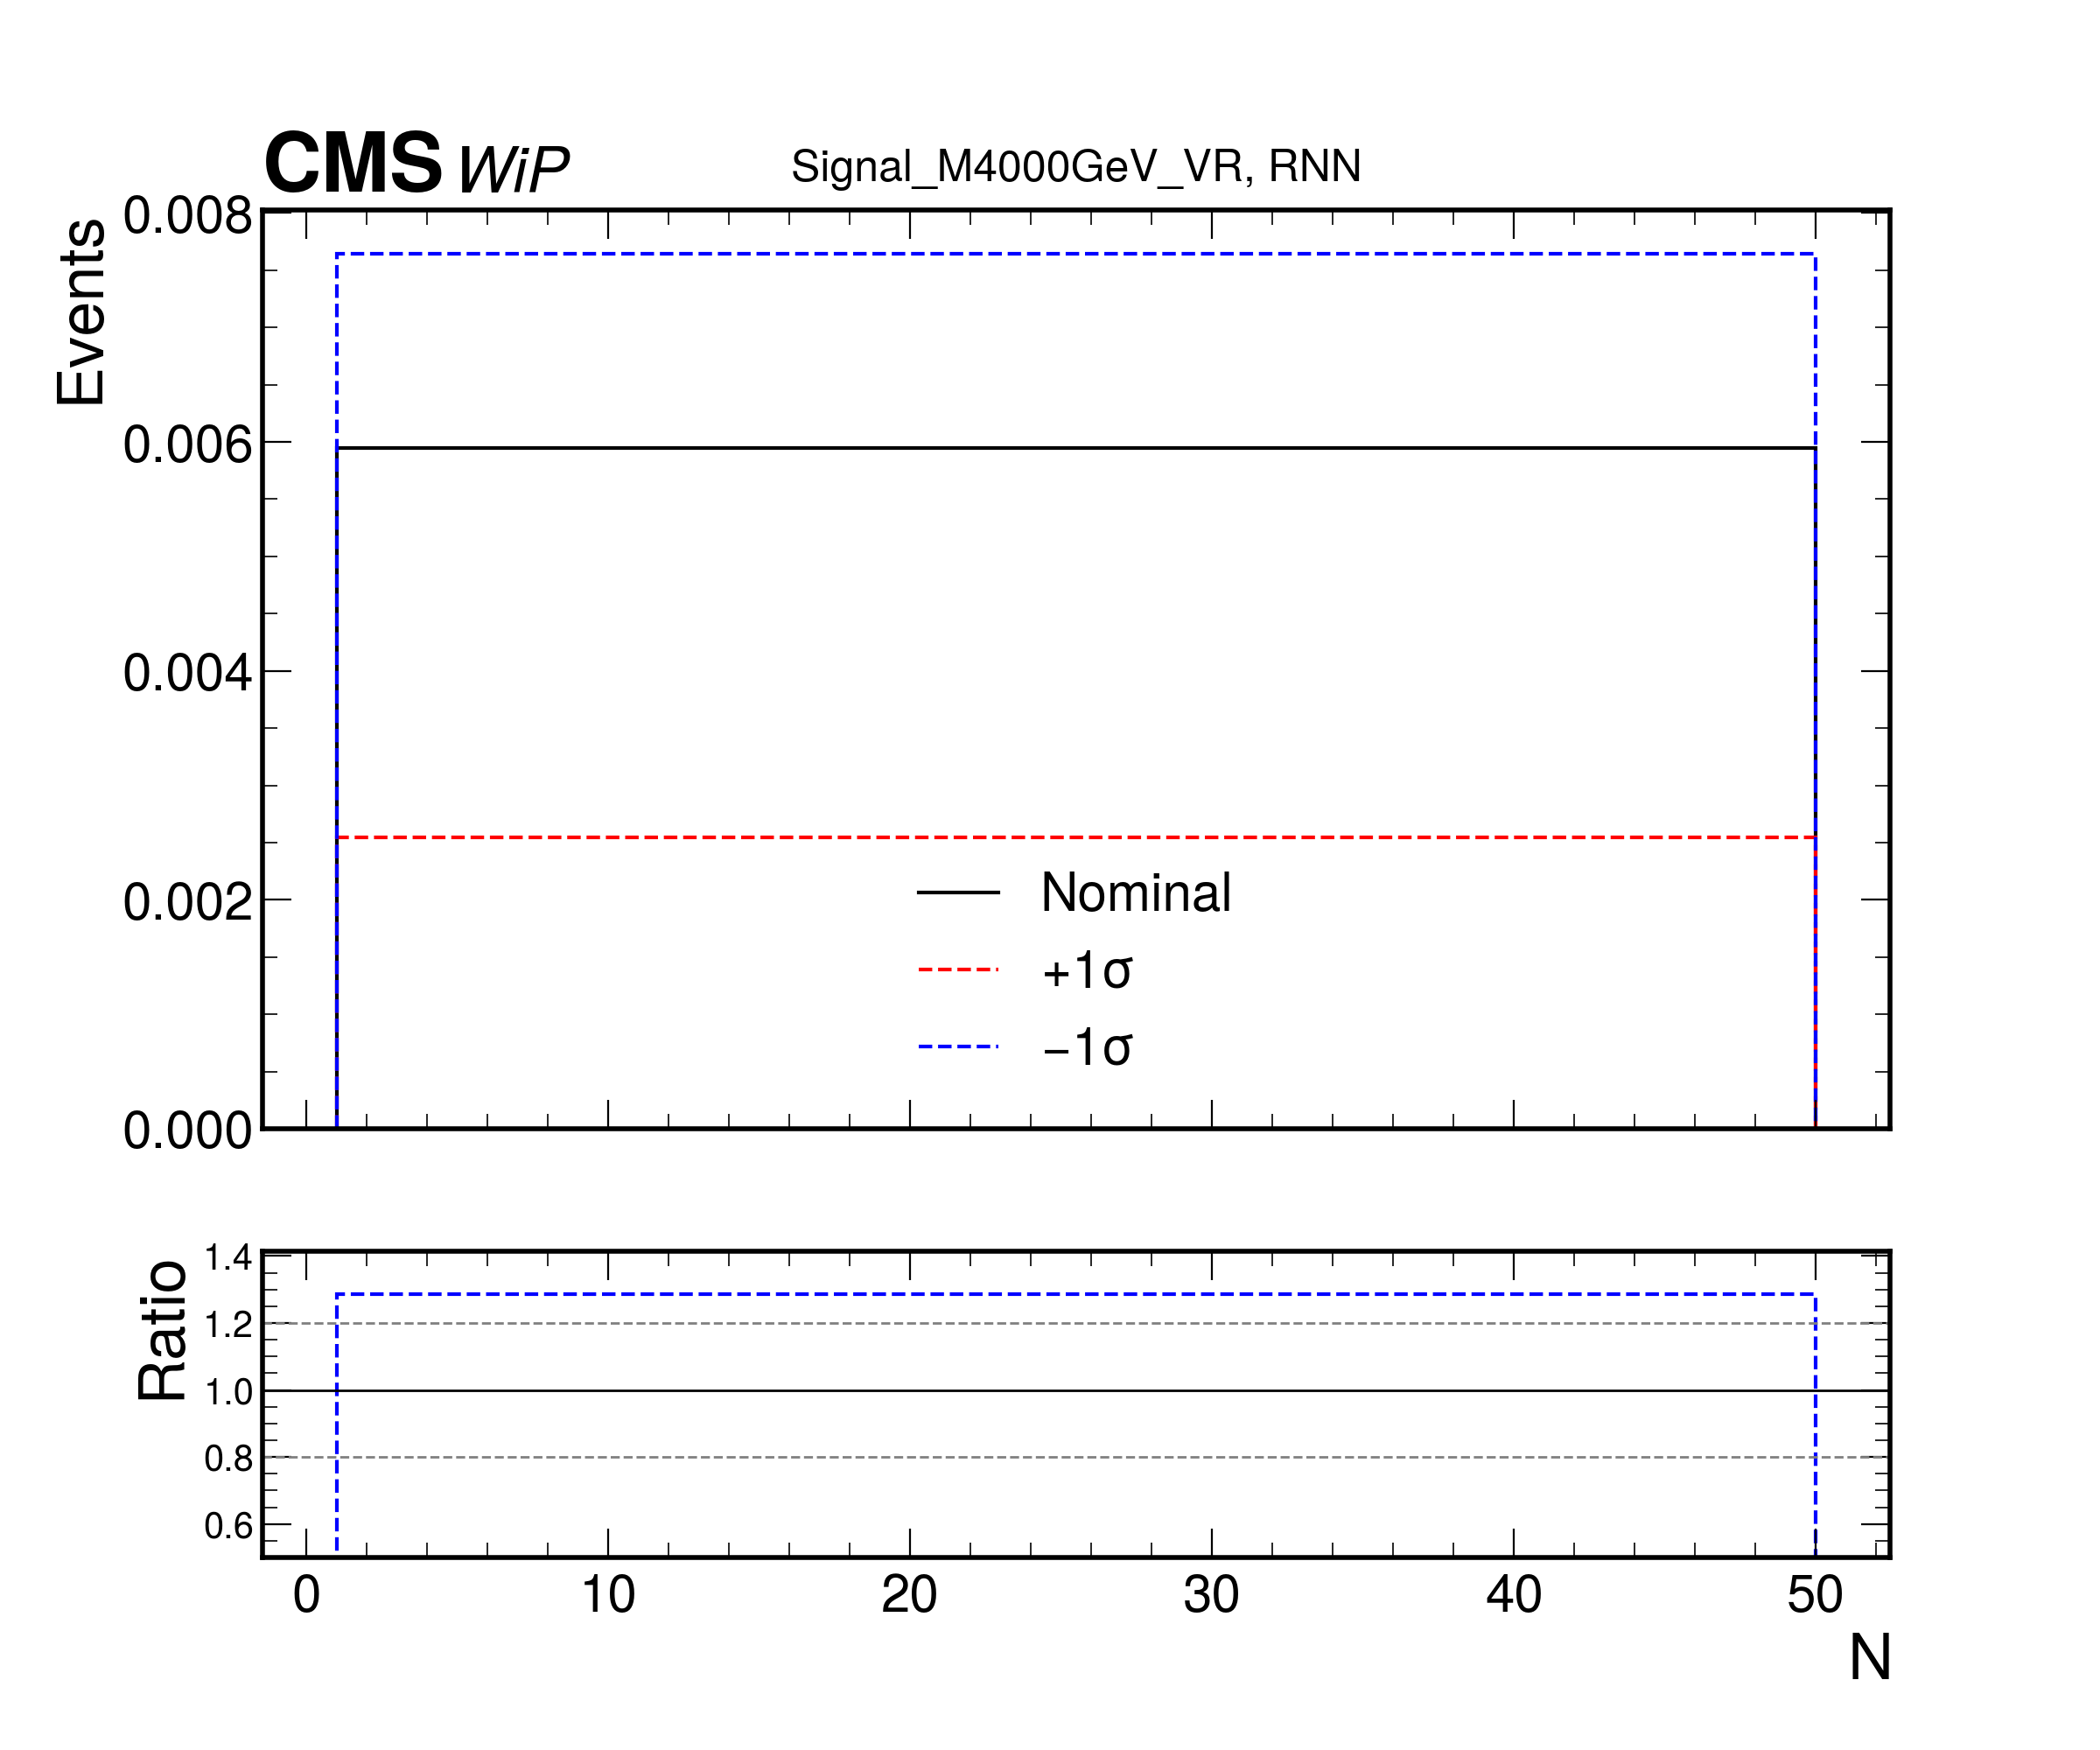 CMS WiP
Signal_M4000GeV_VR, RNN
Events
0.008
0.006
0.004
0.002
0.000
Nominal
+1σ
−1σ
Ratio
1.4
1.2
1.0
0.8
0.6
0 10 20 30 40 50
N